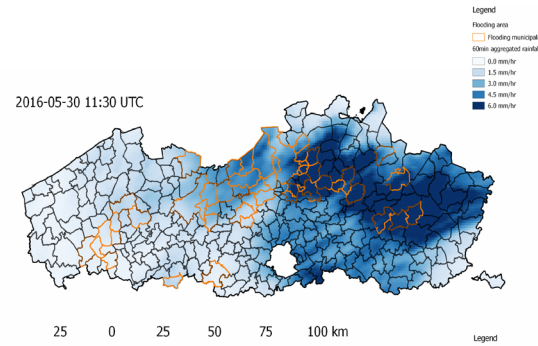 Legend
Flooding area
Flooding municipal
60min aggregated rainfal
0.0 mm/hr
1.5 mm/hr
3.0 mm/hr
4.5 mm/hr
6.0 mm/hr
2016-05-30 11:30 UTC
25 0 25 50 75 100 km
Legend